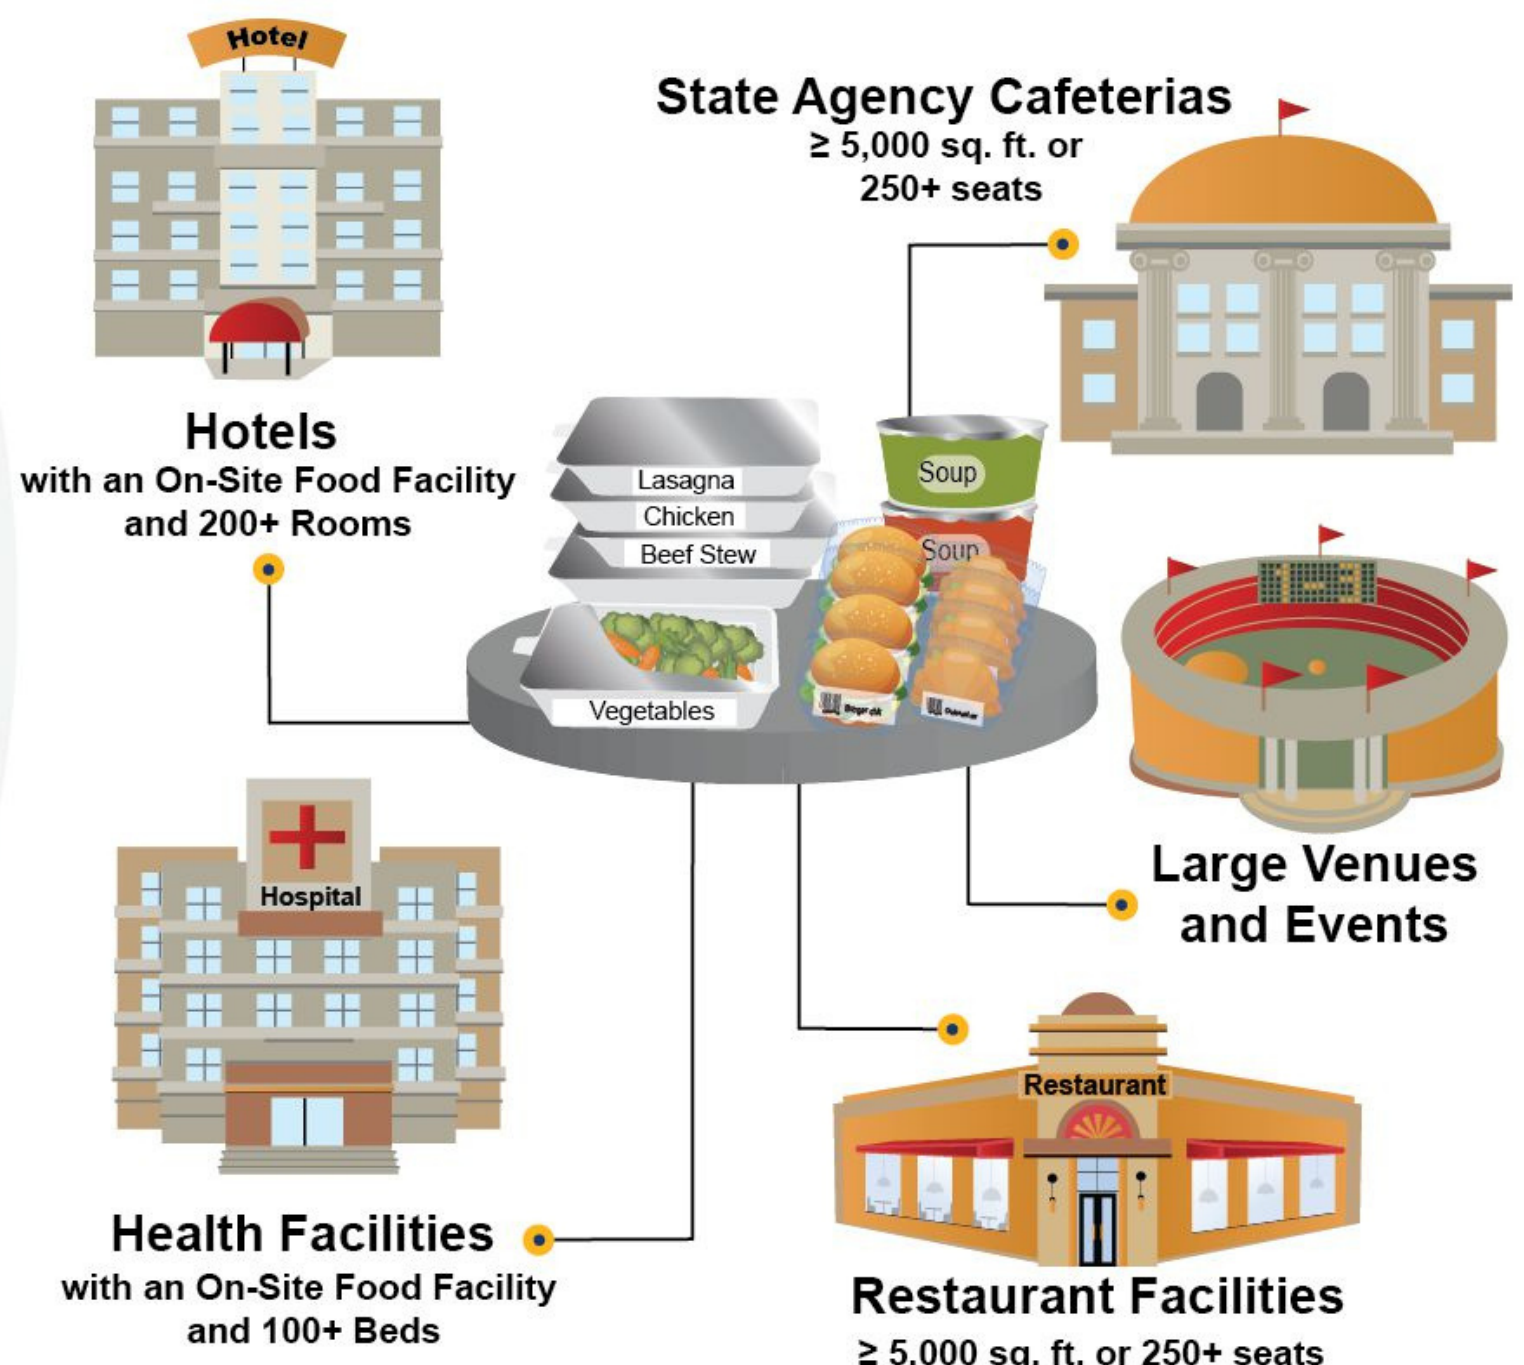 Hotel
Hotels
with an On-Site Food Facility
and 200+ Rooms
State Agency Cafeterias
≥ 5,000 sq. ft. or
250+ seats
Lasagna
Chicken
Beef Stew
Vegetables
Soup
Soup
Large Venues
and Events
Hospital
Health Facilities
with an On-Site Food Facility
and 100+ Beds
Restaurant
Restaurant Facilities
≥ 5,000 sq. ft. or 250+ seats